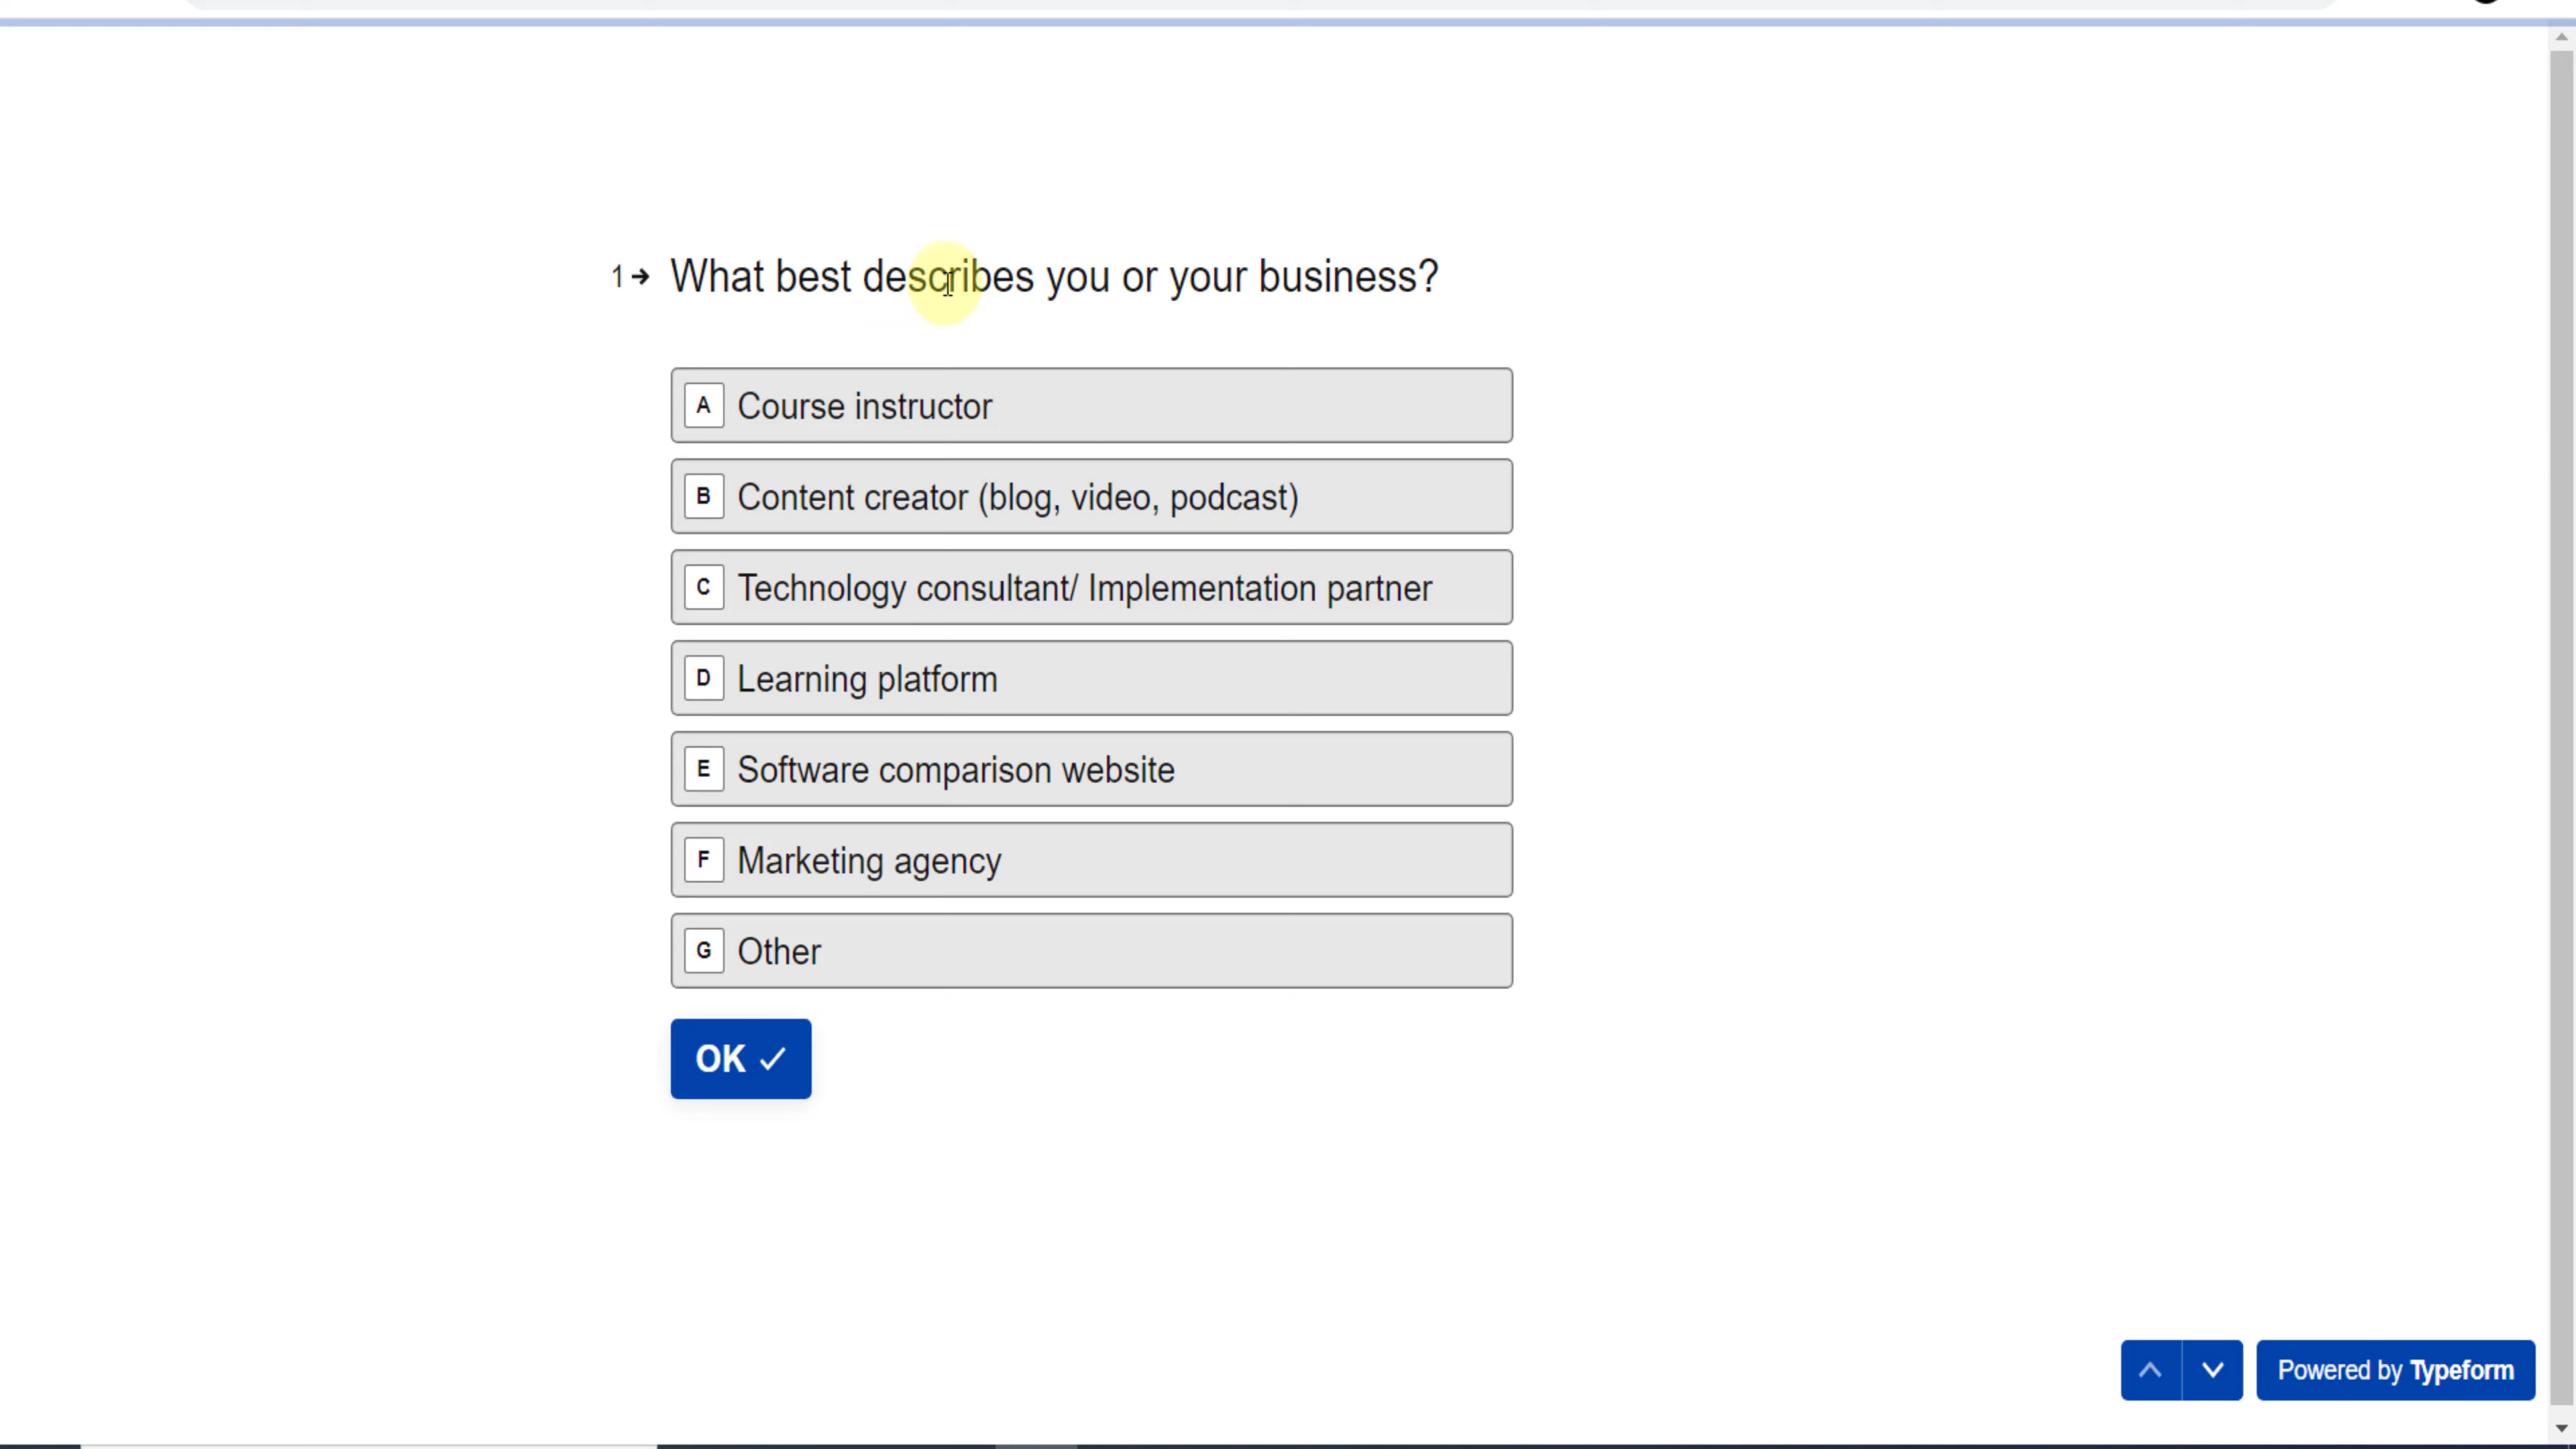 1 → What best describes you or your business?
A Course instructor
B Content creator (blog, video, podcast)
C Technology consultant/ Implementation partner
D Learning platform
E Software comparison website
F Marketing agency
G Other
OK ✓
Powered by Typeform